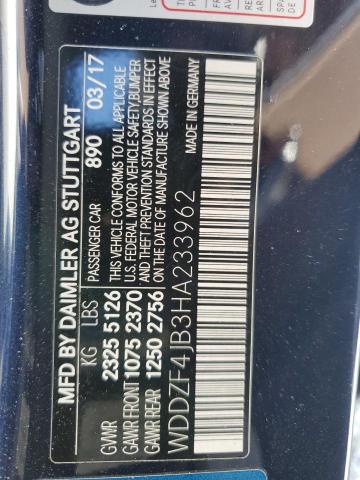 MFD BY DAIMLER AG STUTTGART
KG LBS PASSENGER CAR 890 03/17
GVWR 2325 5126 THIS VEHICLE CONFORMS TO ALL APPLICABLE
GAWR FRONT 1075 2370 U.S. FEDERAL MOTOR VEHICLE SAFETY, BUMPER
GAWR REAR 1250 2756 AND THEFT PREVENTION STANDARDS IN EFFECT
ON THE DATE OF MANUFACTURE SHOWN ABOVE
WDDZF4JB3HA233962 MADE IN GERMANY